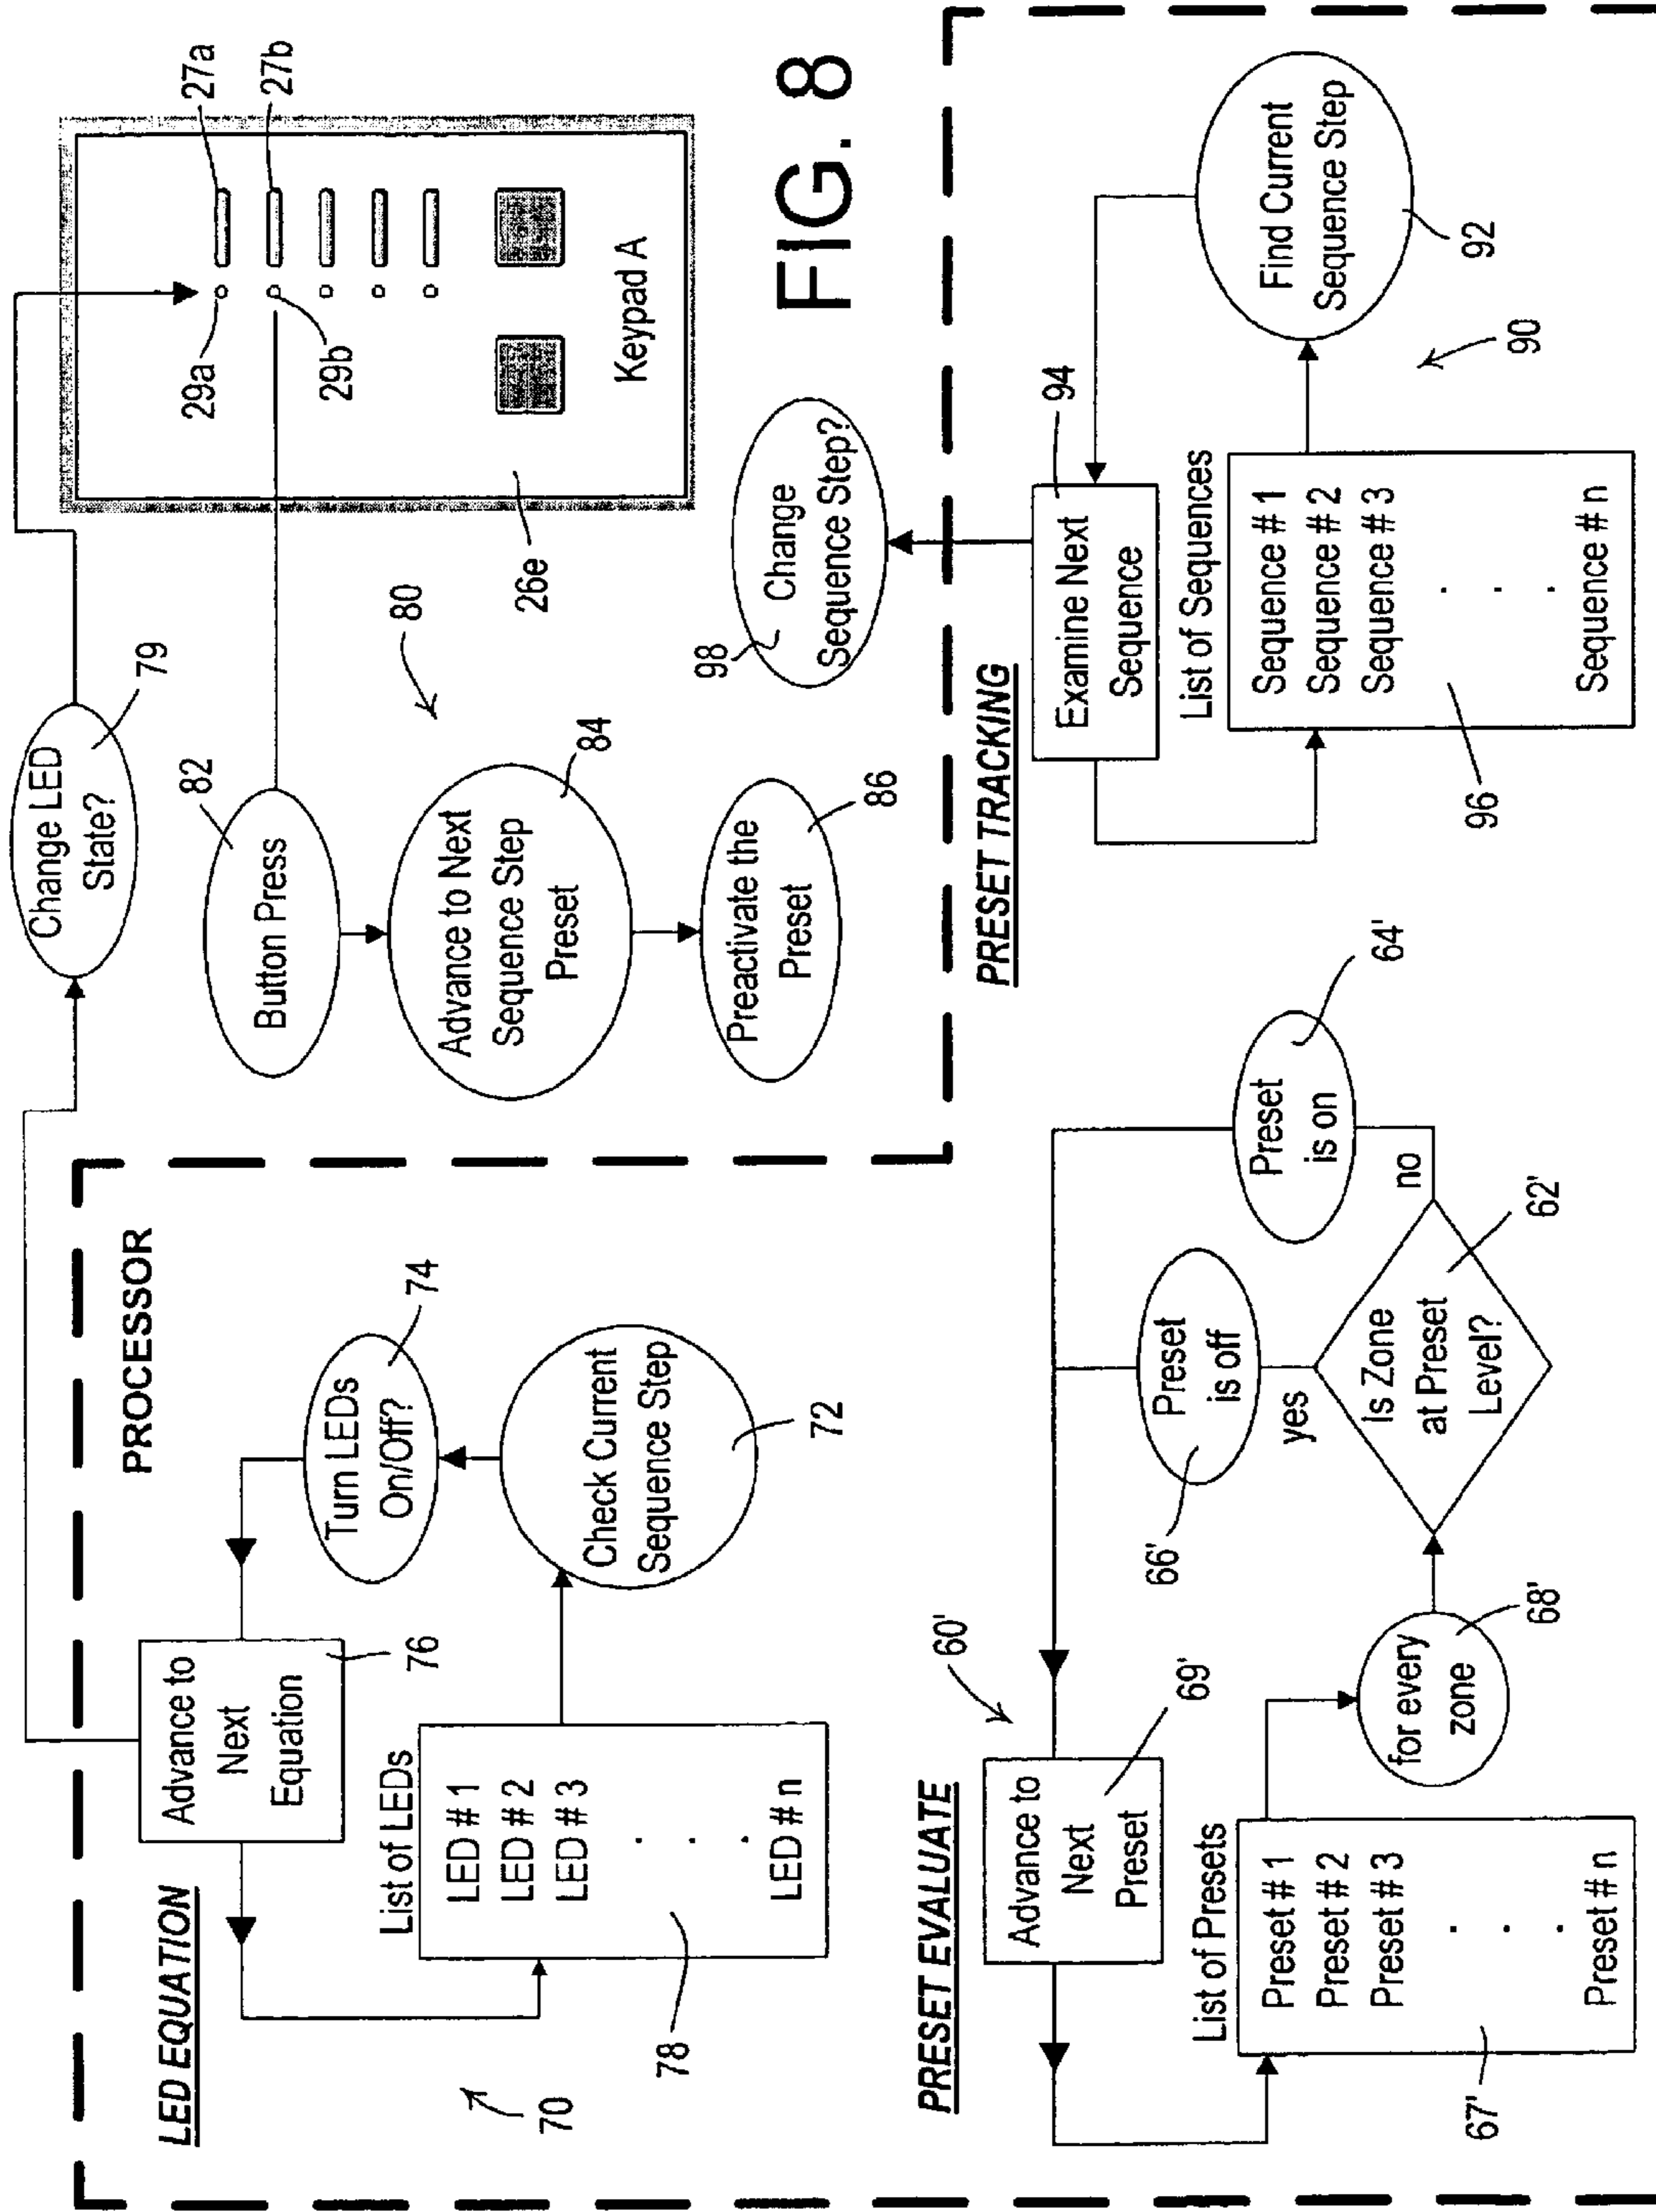 PROCESSOR
LED EQUATION
Advance to
Next
Equation
76
Turn LEDs
On/Off?
74
List of LEDs
LED # 1
LED # 2
LED # 3
.
.
.
LED # n
78
70
Check Current
Sequence Step
72
Change LED
State?
79
82
Button Press
80
Advance to Next
Sequence Step
Preset
84
Preactivate the
Preset
86
29a
27a
29b
27b
Keypad A
26e
FIG. 8
98
Change
Sequence Step?
PRESET EVALUATE
60'
Advance to
Next
Preset
69'
List of Presets
Preset # 1
Preset # 2
Preset # 3
.
.
.
Preset # n
67'
for every
zone
68'
66'
Preset
is off
yes
Is Zone
at Preset
Level?
62'
no
Preset
is on
64'
PRESET TRACKING
Examine Next
Sequence
94
List of Sequences
Sequence # 1
Sequence # 2
Sequence # 3
.
.
.
Sequence # n
96
Find Current
Sequence Step
92
90